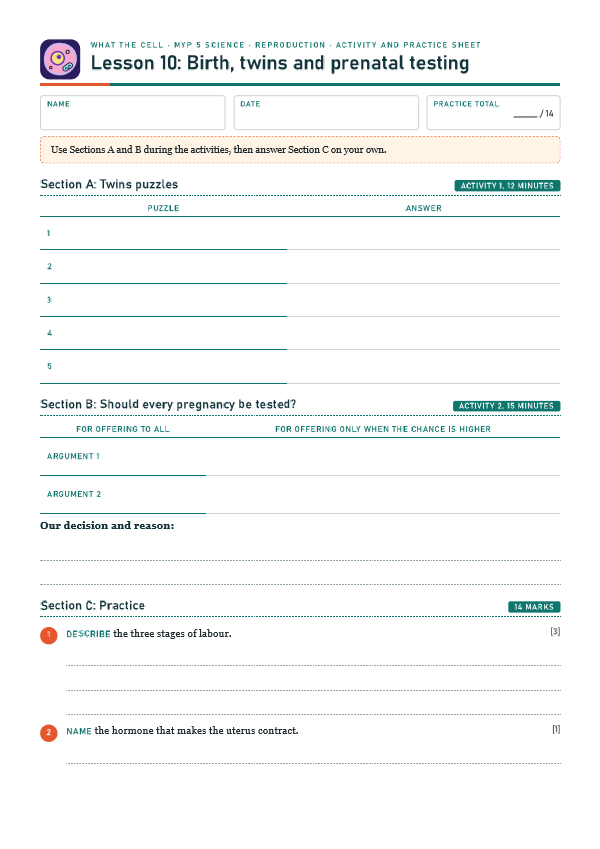 WHAT THE CELL · MYP 5 SCIENCE · REPRODUCTION · ACTIVITY AND PRACTICE SHEET
Lesson 10: Birth, twins and prenatal testing
NAME
DATE
PRACTICE TOTAL
_____ / 14
Use Sections A and B during the activities, then answer Section C on your own.
Section A: Twins puzzles
ACTIVITY 1, 12 MINUTES
PUZZLE ANSWER
1
2
3
4
5
Section B: Should every pregnancy be tested?
ACTIVITY 2, 15 MINUTES
FOR OFFERING TO ALL FOR OFFERING ONLY WHEN THE CHANCE IS HIGHER
ARGUMENT 1
ARGUMENT 2
Our decision and reason:
Section C: Practice
14 MARKS
1 DESCRIBE the three stages of labour. [3]
2 NAME the hormone that makes the uterus contract. [1]